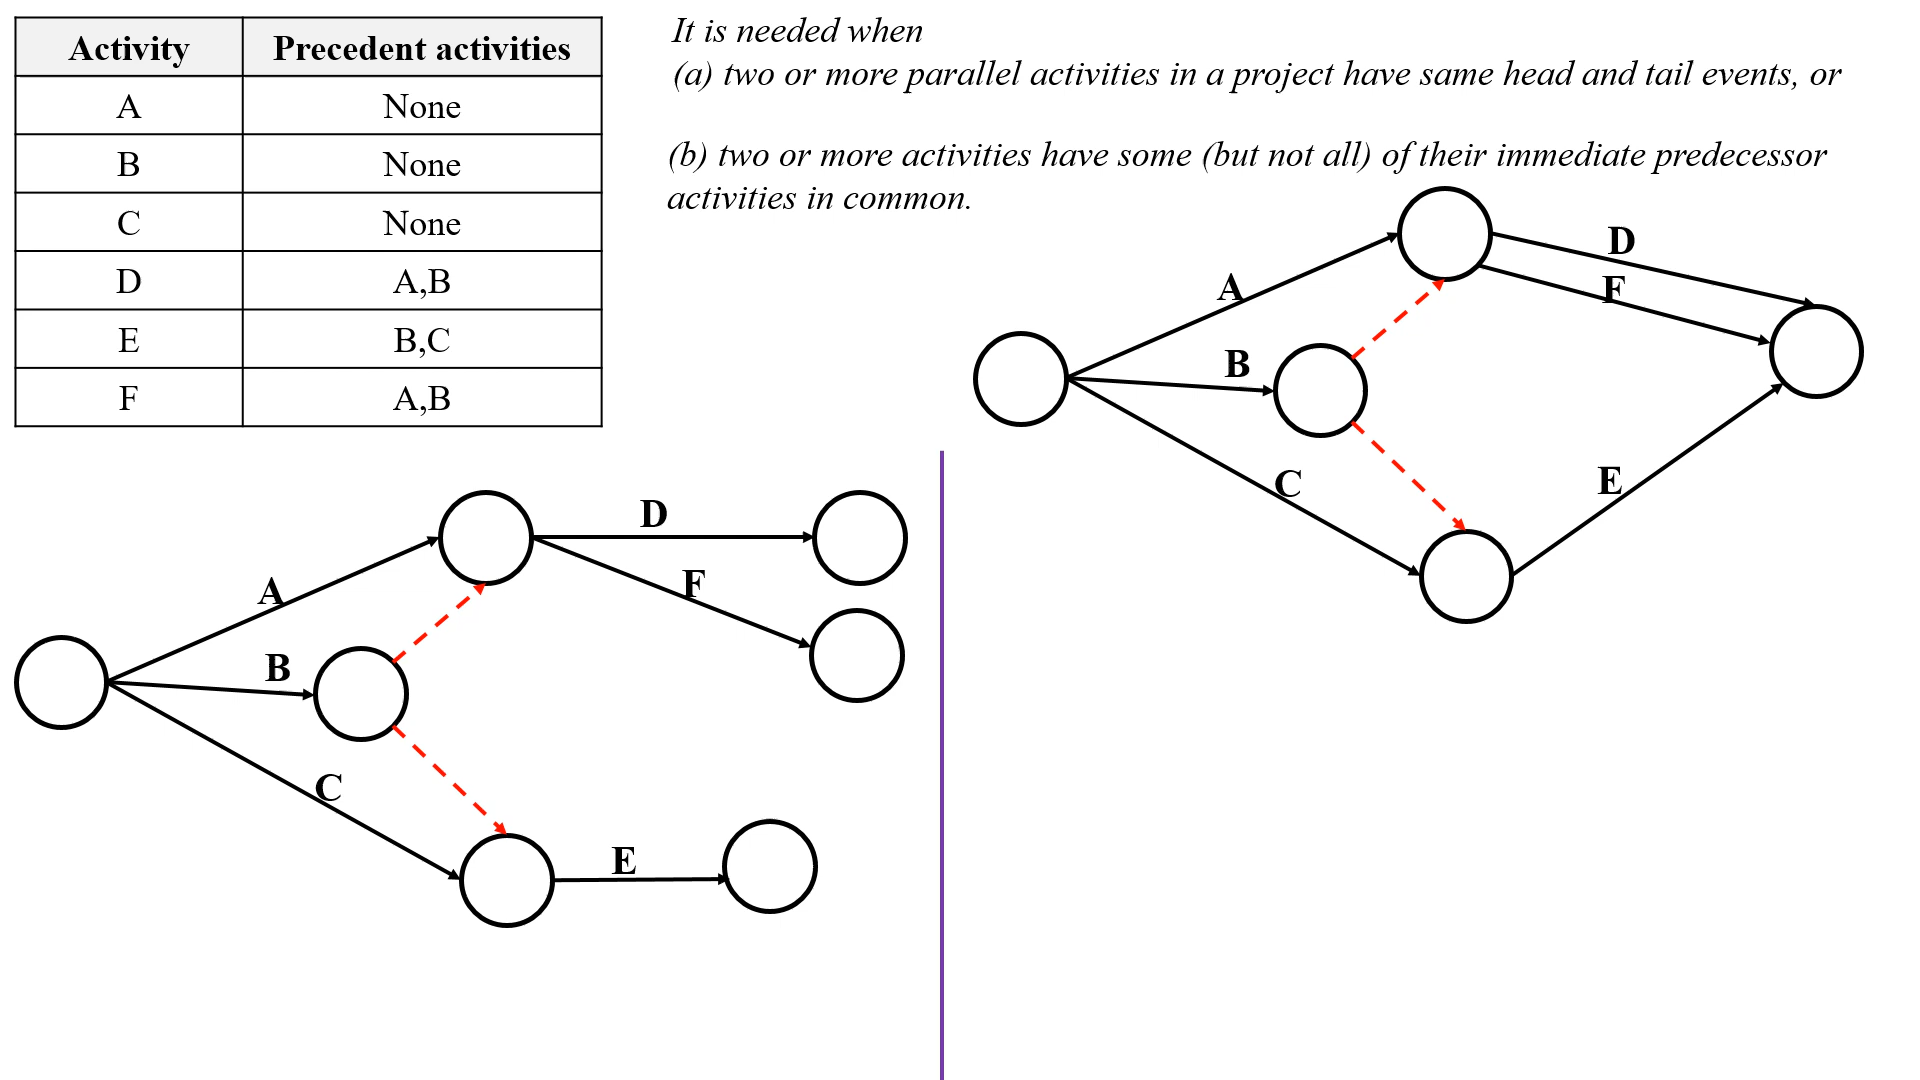 Activity Precedent activities
A None
B None
C None
D A,B
E B,C
F A,B
It is needed when
(a) two or more parallel activities in a project have same head and tail events, or
(b) two or more activities have some (but not all) of their immediate predecessor
activities in common.
D
A
F
B
C
E
D
F
A
B
C
E